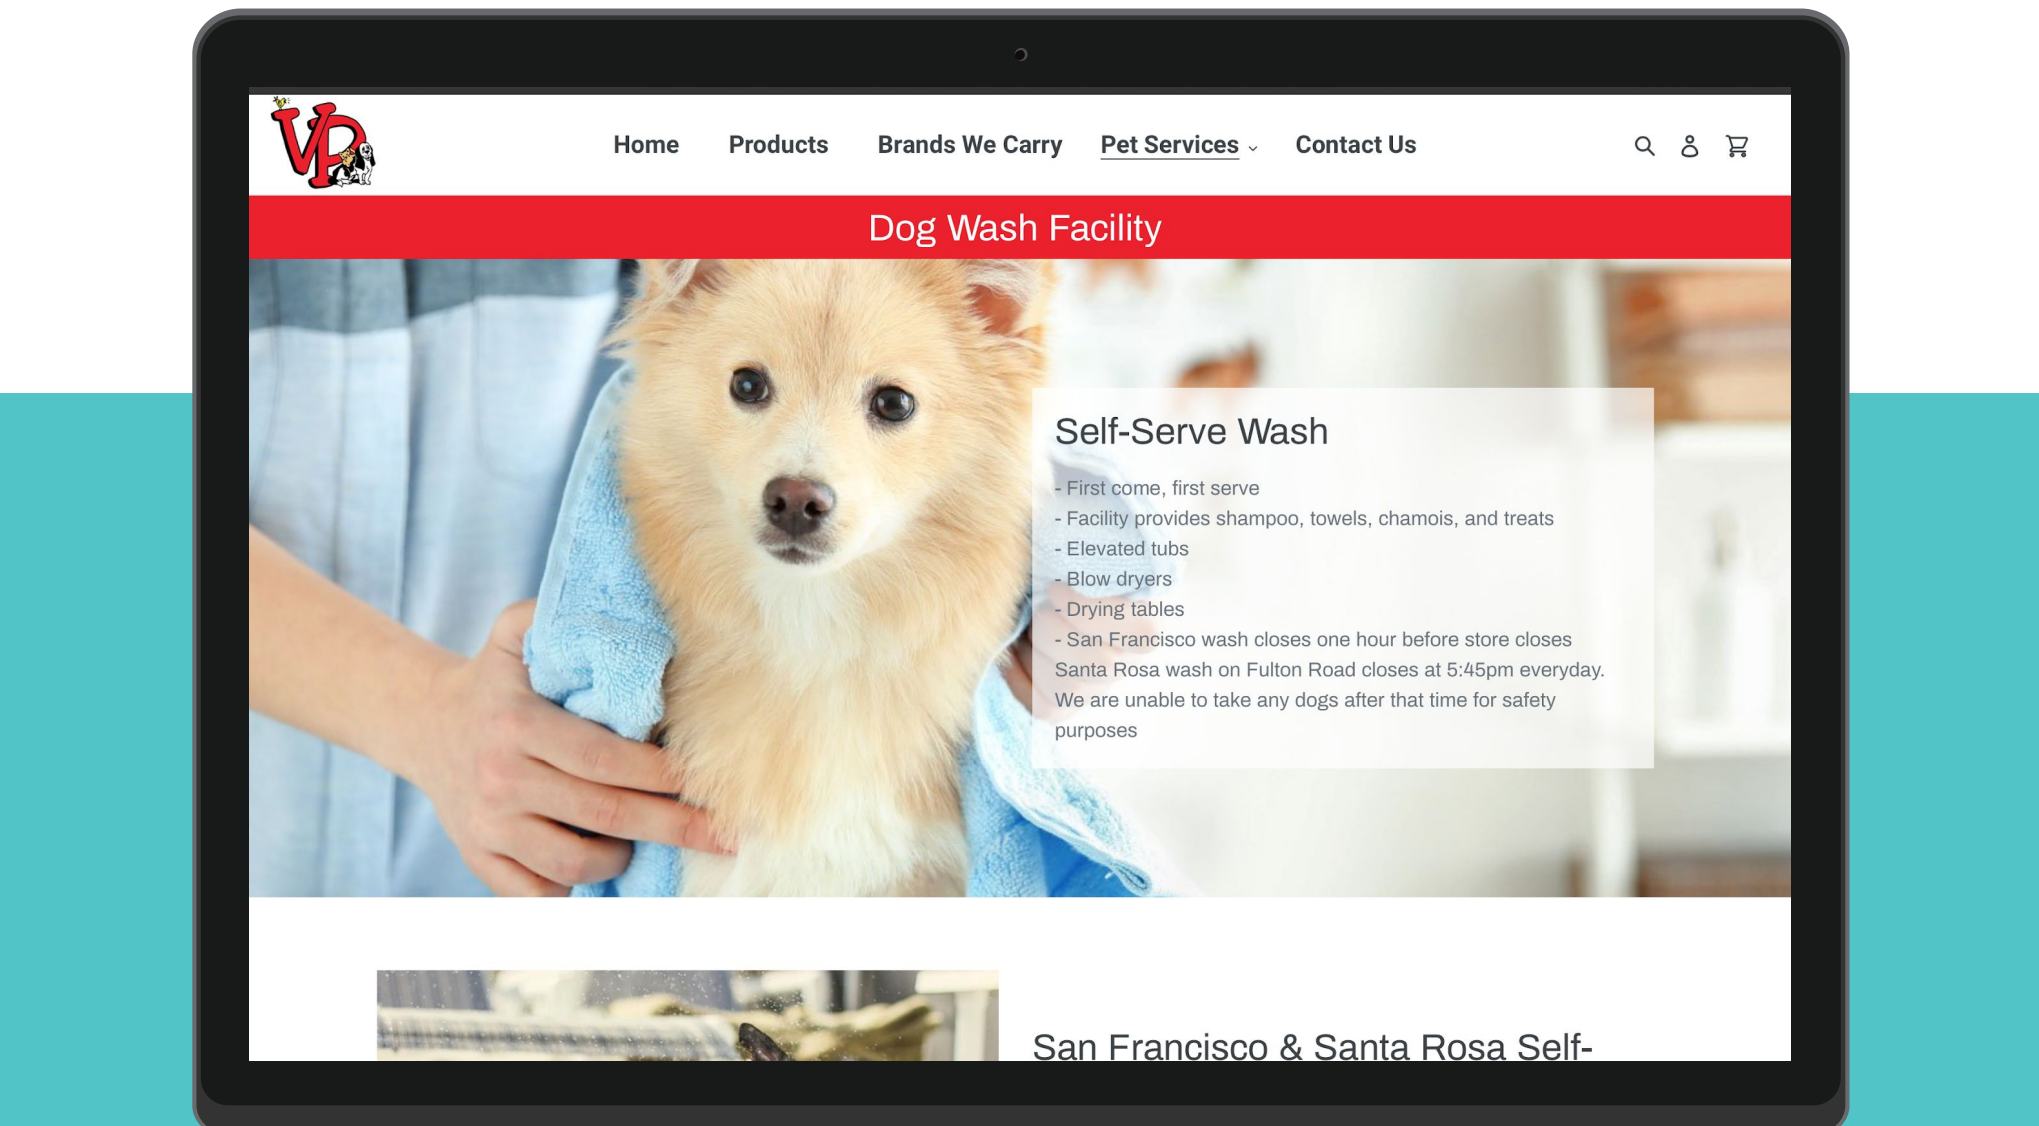 VP
Home Products Brands We Carry Pet Services Contact Us
Dog Wash Facility
Self-Serve Wash
- First come, first serve
- Facility provides shampoo, towels, chamois, and treats
- Elevated tubs
- Blow dryers
- Drying tables
- San Francisco wash closes one hour before store closes
Santa Rosa wash on Fulton Road closes at 5:45pm everyday.
We are unable to take any dogs after that time for safety
purposes
San Francisco & Santa Rosa Self-